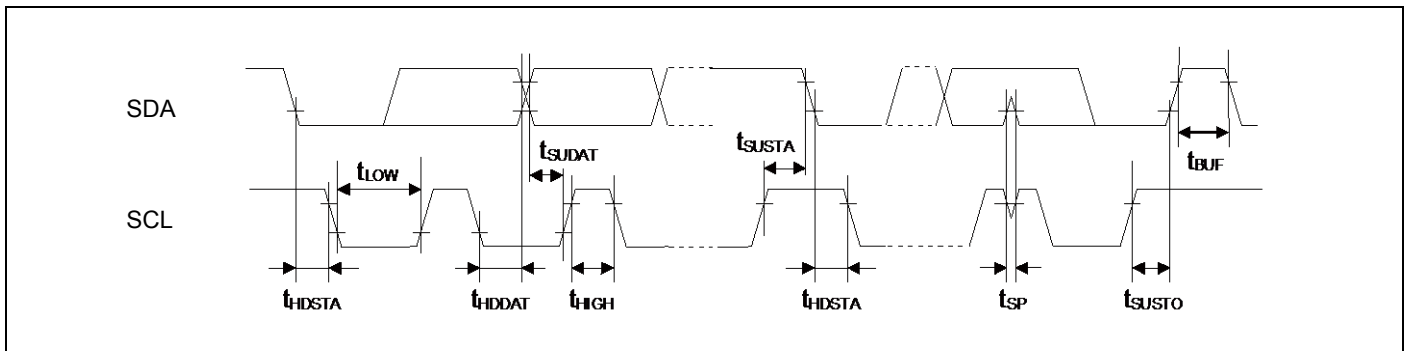 SDA
tSUDAT
tSUSTA
tBUF
tLOW
SCL
tHDSTA
tHDDAT
tHIGH
tHDSTA
tSP
tSUSTO